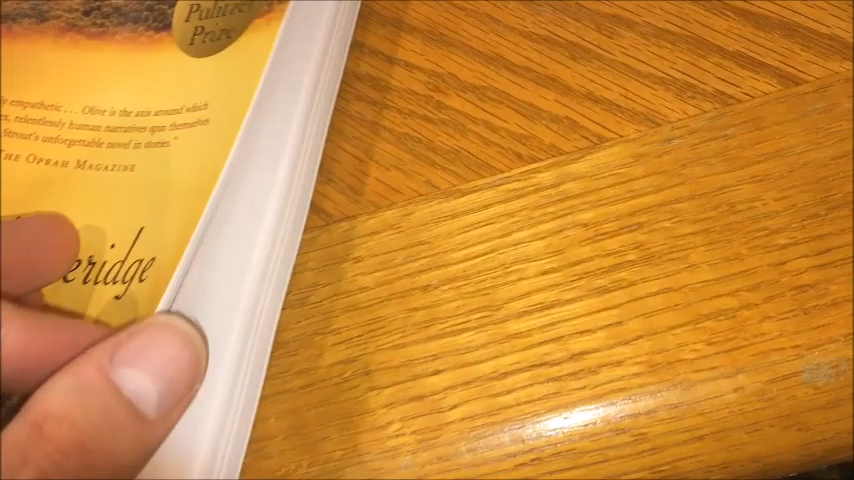 Pulitzer
Prize
empathetic... Olive is the axis around which
relentlessly human narratives spin themselves
Strout's unforgettable novel in stories."
THE OPRAH MAGAZINE
eridge